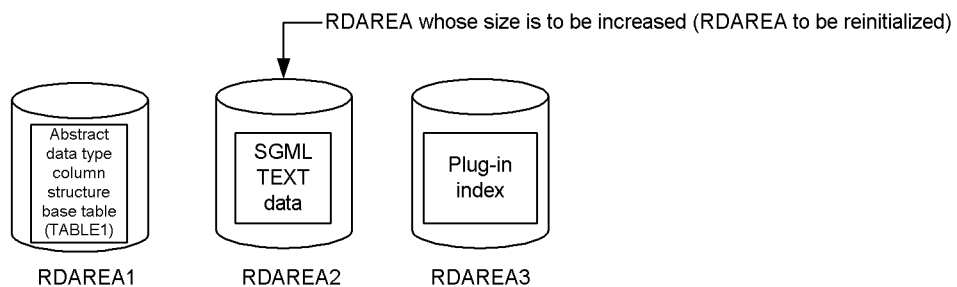 RDAREA whose size is to be increased (RDAREA to be reinitialized)
Abstract
data type
column
structure
base table
(TABLE1)
SGML
TEXT
data
Plug-in
index
RDAREA1
RDAREA2
RDAREA3